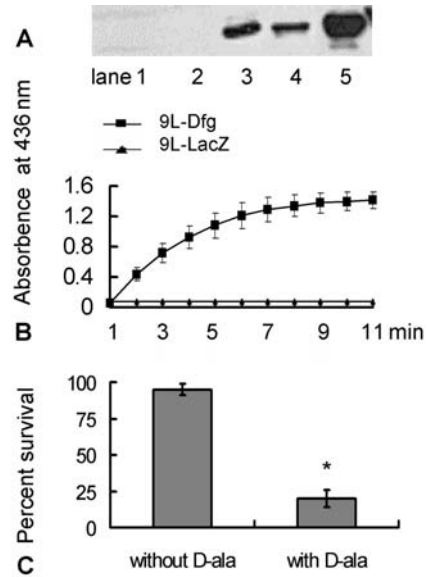 A
lane 1 2 3 4 5
9L-Dfg
9L-LacZ
Absorbence at 436 nm
1.6
1.2
0.8
0.4
0
B
1 3 5 7 9 11 min
Percent survival
100
75
50
25
0
*
without D-ala with D-ala
C